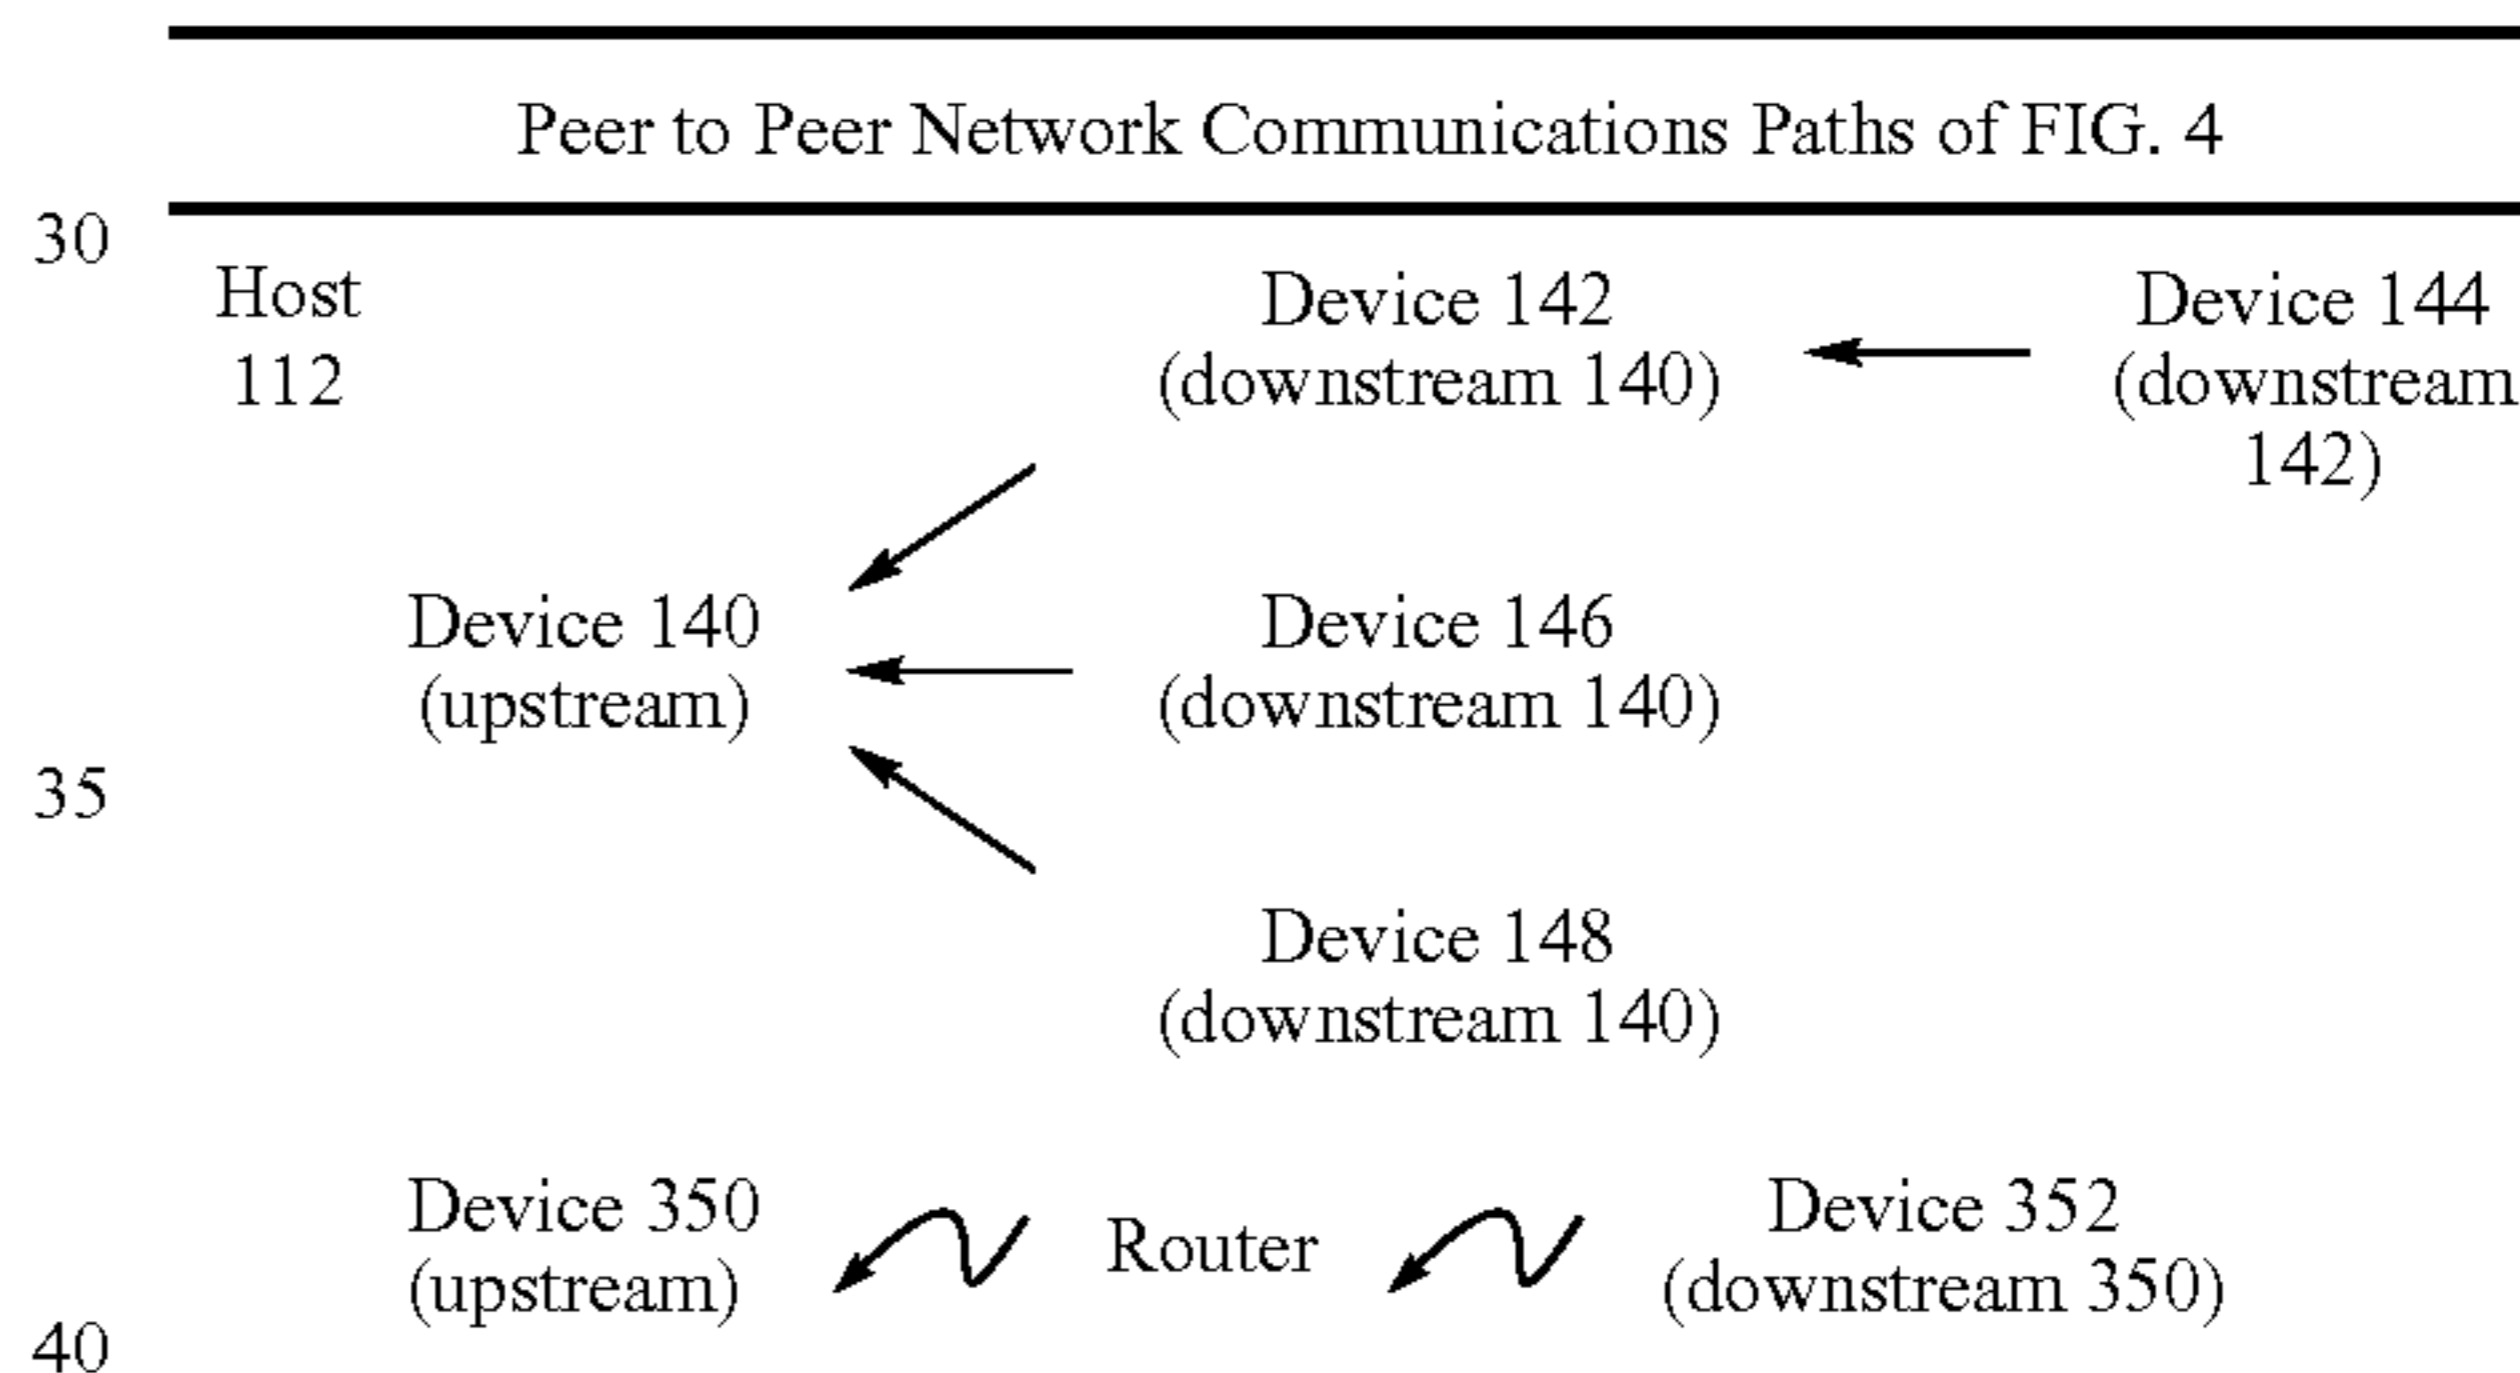 Peer to Peer Network Communications Paths of FIG. 4
30
Host
112
Device 142
(downstream 140)
Device 144
(downstream
142)
Device 140
(upstream)
Device 146
(downstream 140)
35
Device 148
(downstream 140)
Device 350
(upstream)
Router
Device 352
(downstream 350)
40